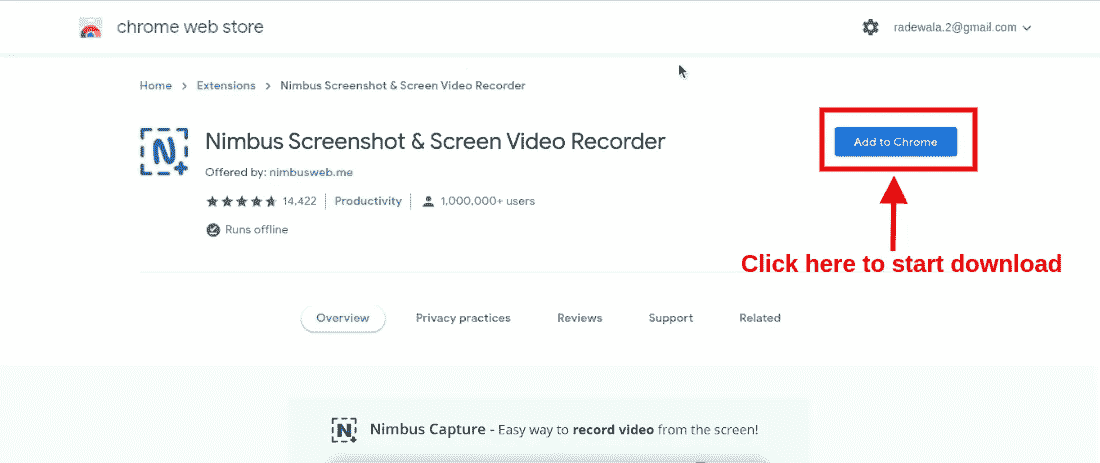 chrome web store
radewala.2@gmail.com
Home > Extensions > Nimbus Screenshot & Screen Video Recorder
Nimbus Screenshot & Screen Video Recorder
Add to Chrome
Offered by: nimbusweb.me
14,422 Productivity 1,000,000+ users
Runs offline
Click here to start download
Overview Privacy practices Reviews Support Related
Nimbus Capture - Easy way to record video from the screen!